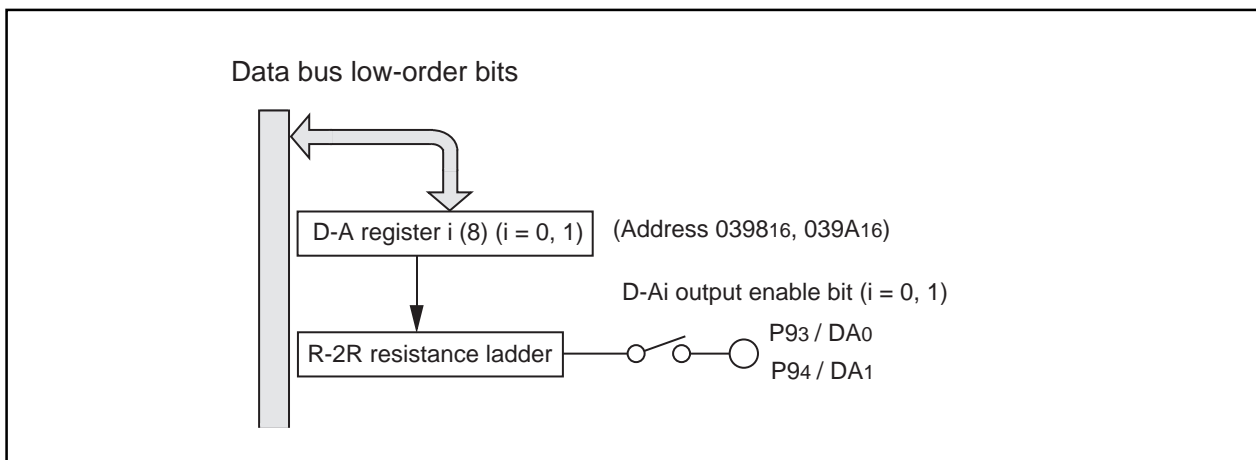 Data bus low-order bits
D-A register i (8) (i = 0, 1)
(Address 039816, 039A16)
D-Ai output enable bit (i = 0, 1)
R-2R resistance ladder
P93 / DA0
P94 / DA1